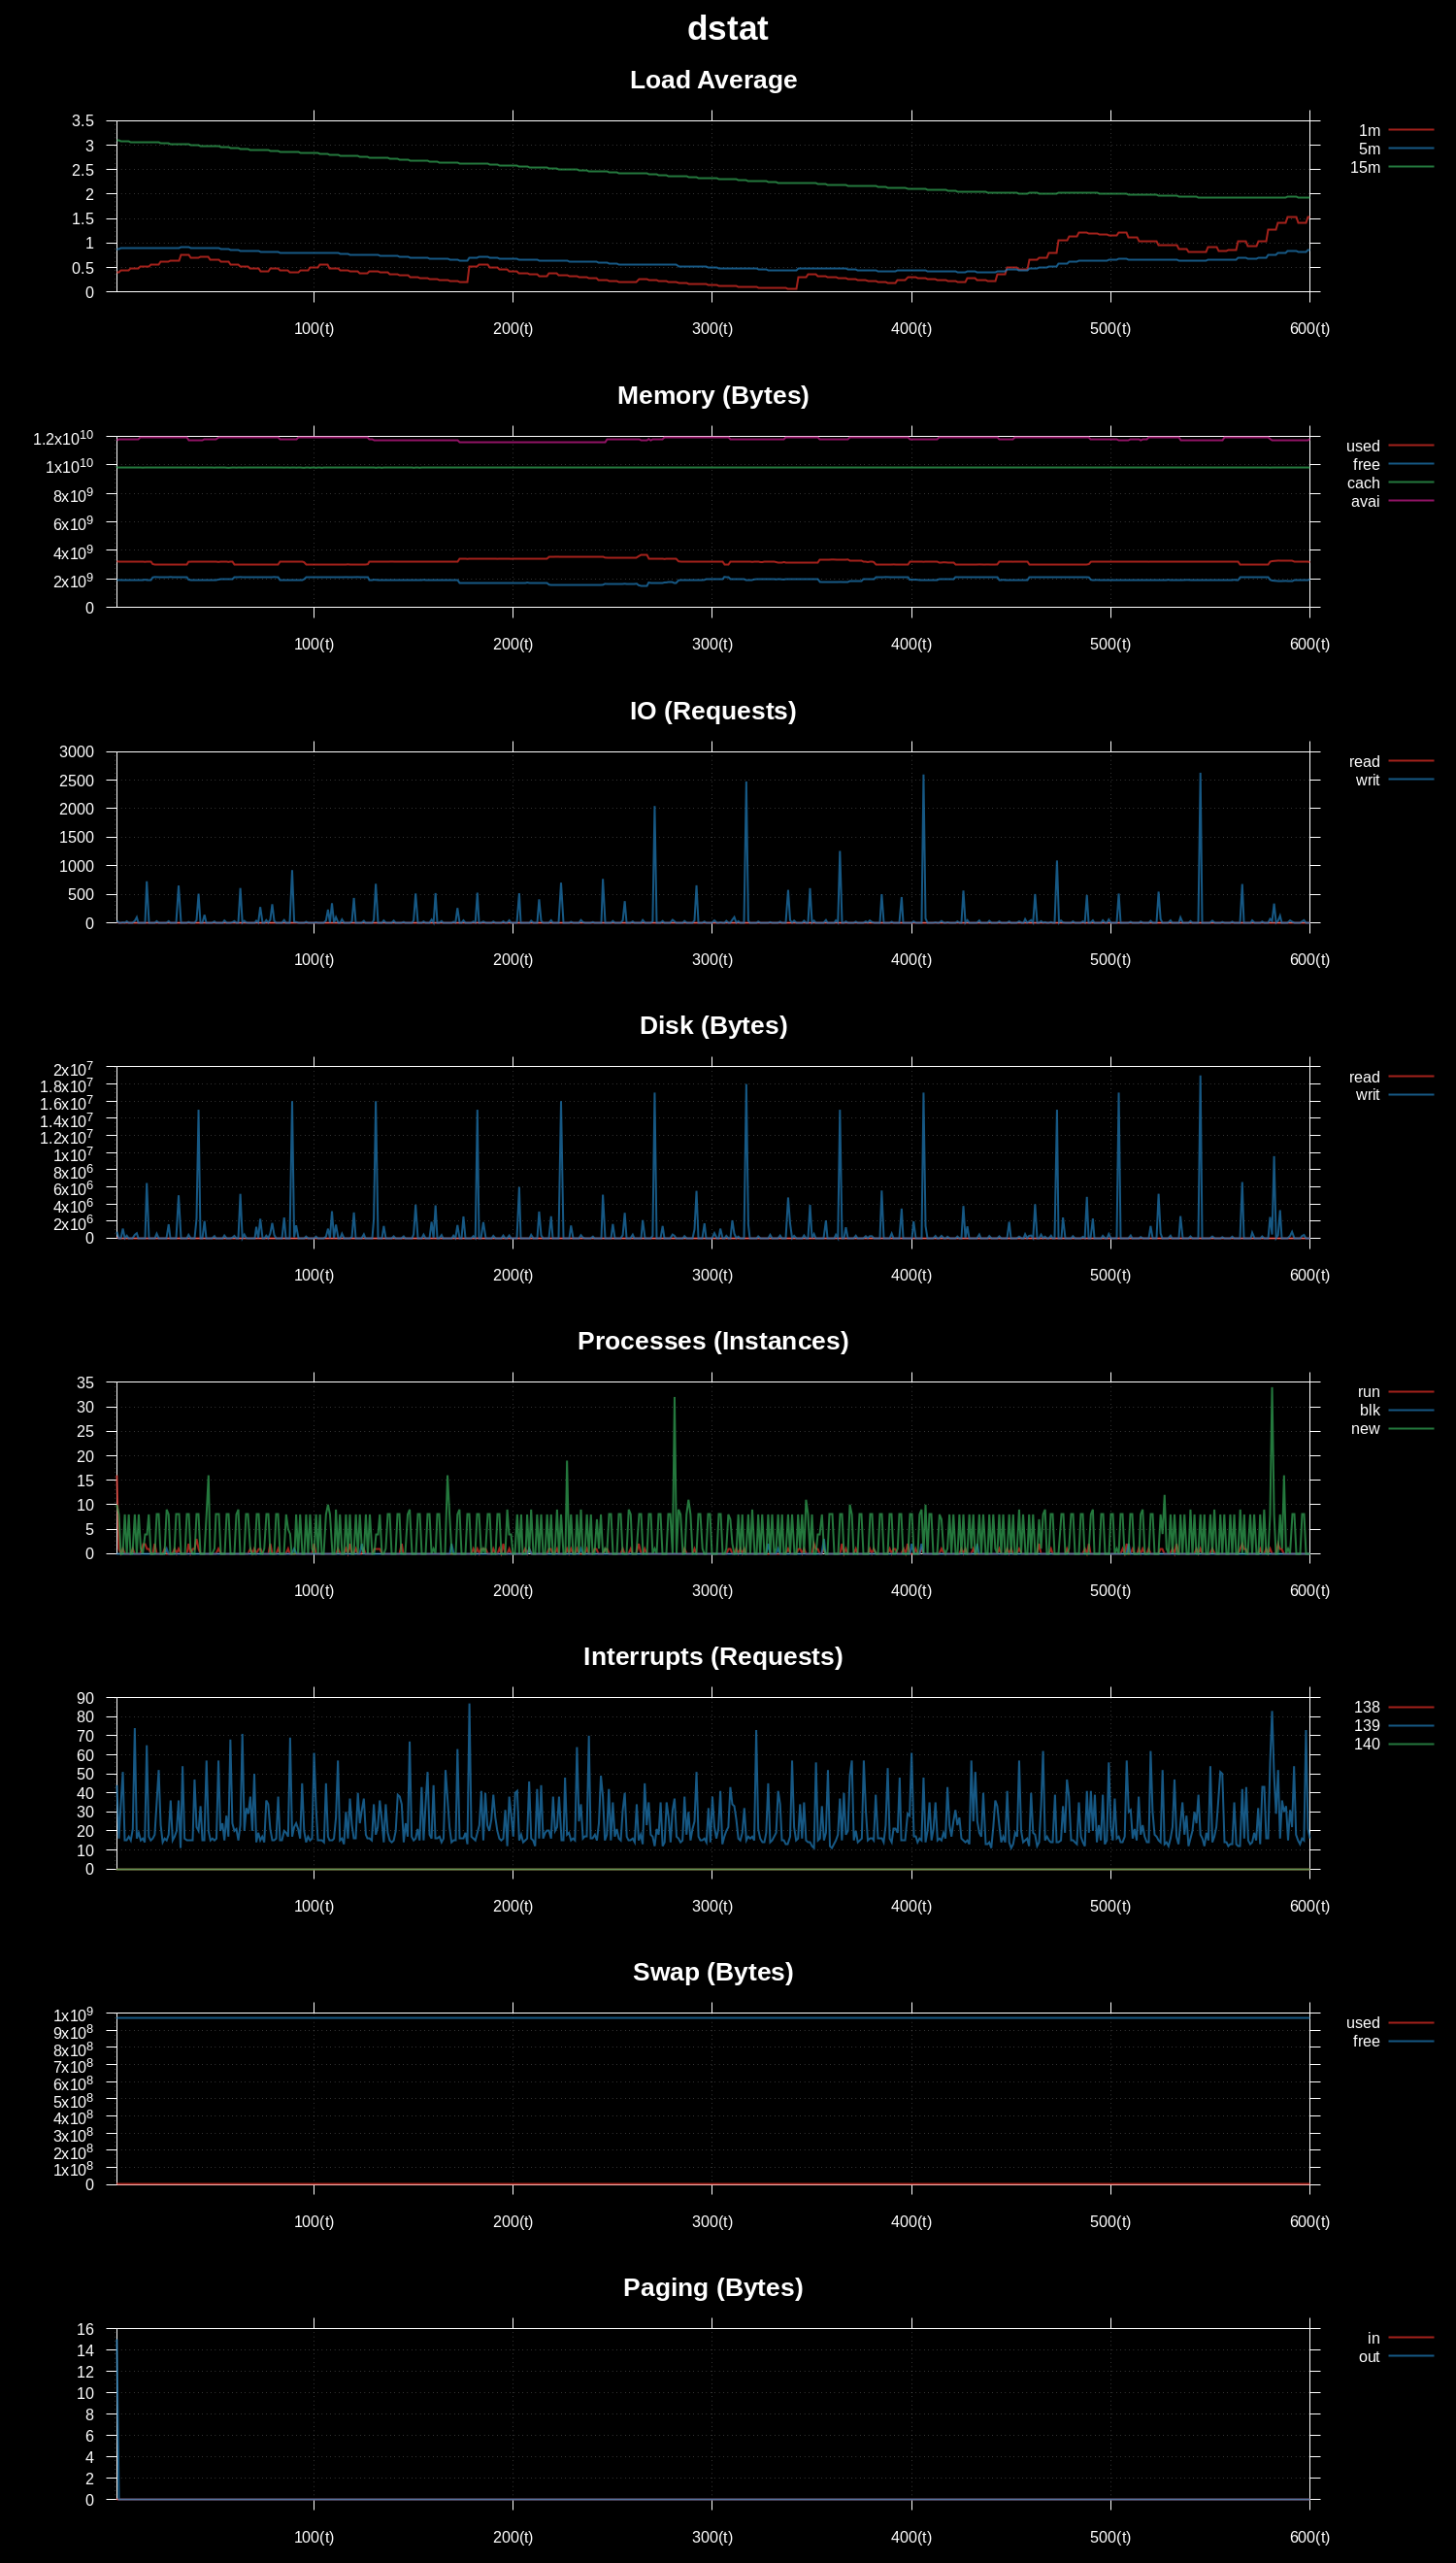 dstat
Load Average
3.5
3
2.5
2
1.5
1
0.5
0
1m
5m
15m
100(t) 200(t) 300(t) 400(t) 500(t) 600(t)
Memory (Bytes)
1.2x10^10
1x10^10
8x10^9
6x10^9
4x10^9
2x10^9
0
used
free
cach
avai
100(t) 200(t) 300(t) 400(t) 500(t) 600(t)
IO (Requests)
3000
2500
2000
1500
1000
500
0
read
writ
100(t) 200(t) 300(t) 400(t) 500(t) 600(t)
Disk (Bytes)
2x10^7
1.8x10^7
1.6x10^7
1.4x10^7
1.2x10^7
1x10^7
8x10^6
6x10^6
4x10^6
2x10^6
0
read
writ
100(t) 200(t) 300(t) 400(t) 500(t) 600(t)
Processes (Instances)
35
30
25
20
15
10
5
0
run
blk
new
100(t) 200(t) 300(t) 400(t) 500(t) 600(t)
Interrupts (Requests)
90
80
70
60
50
40
30
20
10
0
138
139
140
100(t) 200(t) 300(t) 400(t) 500(t) 600(t)
Swap (Bytes)
1x10^9
9x10^8
8x10^8
7x10^8
6x10^8
5x10^8
4x10^8
3x10^8
2x10^8
1x10^8
0
used
free
100(t) 200(t) 300(t) 400(t) 500(t) 600(t)
Paging (Bytes)
16
14
12
10
8
6
4
2
0
in
out
100(t) 200(t) 300(t) 400(t) 500(t) 600(t)